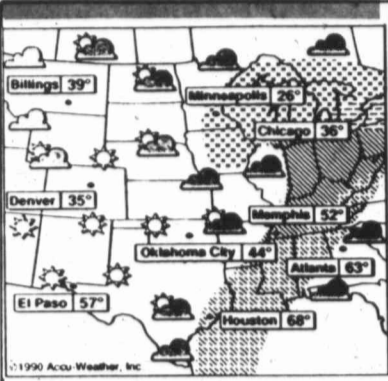 Billings 39°
Minneapolis 26°
Chicago 36°
Denver 35°
Memphis 52°
Oklahoma City 44°
Atlanta 63°
El Paso 57°
Houston 68°
©1990 Accu-Weather, Inc